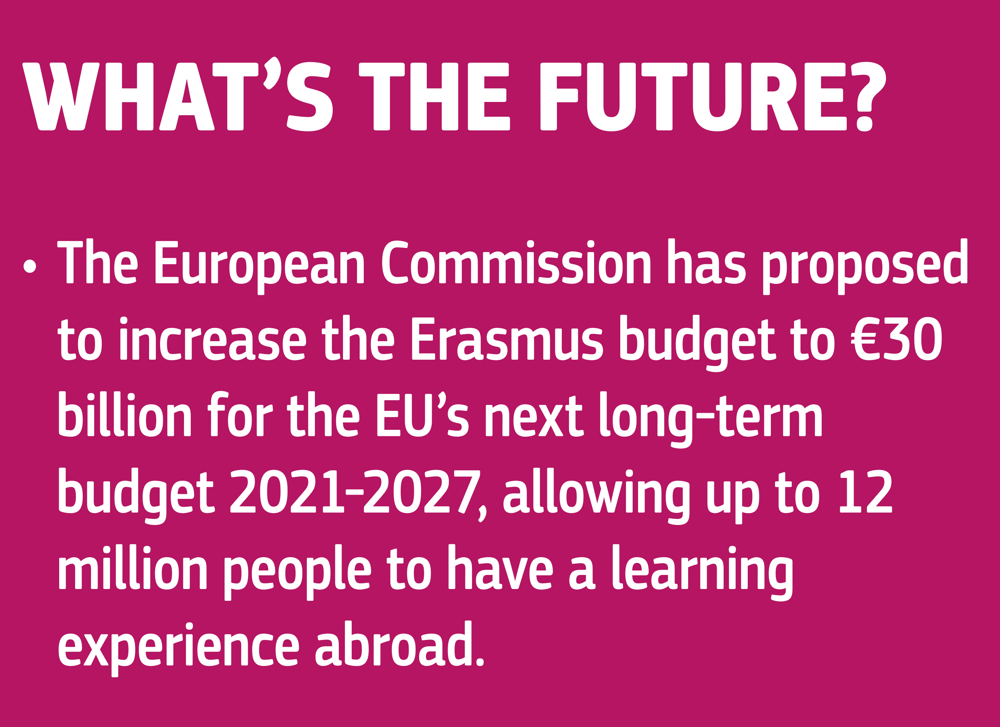 WHAT’S THE FUTURE?
• The European Commission has proposed
to increase the Erasmus budget to €30
billion for the EU’s next long-term
budget 2021-2027, allowing up to 12
million people to have a learning
experience abroad.